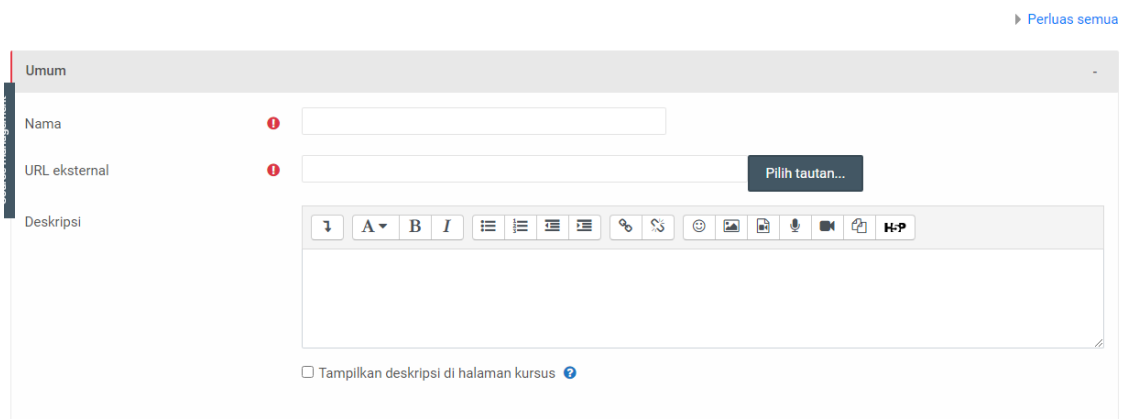 Perluas semua
Umum -
Nama
URL eksternal Pilih tautan...
Deskripsi
A B I H-P
Tampilkan deskripsi di halaman kursus